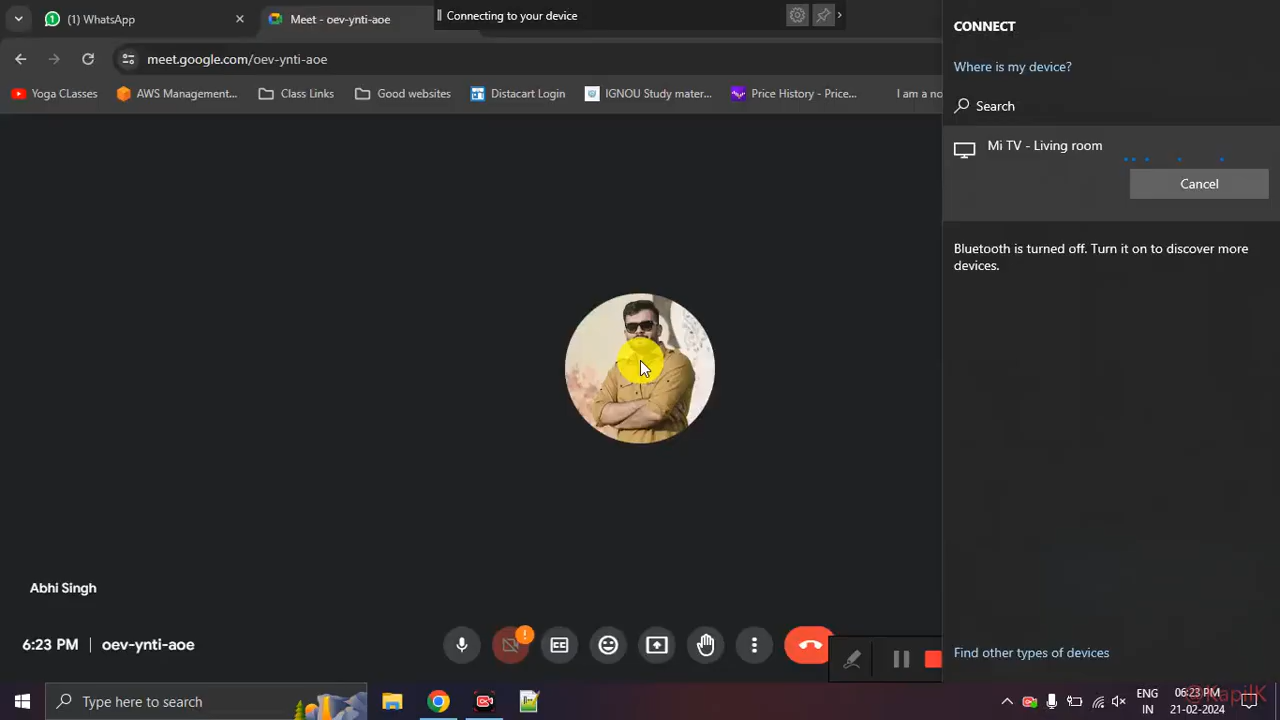 (1) WhatsApp
Meet - oev-ynti-aoe
Connecting to your device
meet.google.com/oev-ynti-aoe
Yoga CLasses
AWS Management...
Class Links
Good websites
Distacart Login
IGNOU Study mater...
Price History - Price...
I am a no
CONNECT
Where is my device?
Search
Mi TV - Living room
Cancel
Bluetooth is turned off. Turn it on to discover more
devices.
Abhi Singh
6:23 PM | oev-ynti-aoe
Find other types of devices
Type here to search
ENG
IN
06:23 PM
21-02-2024
@KapilK